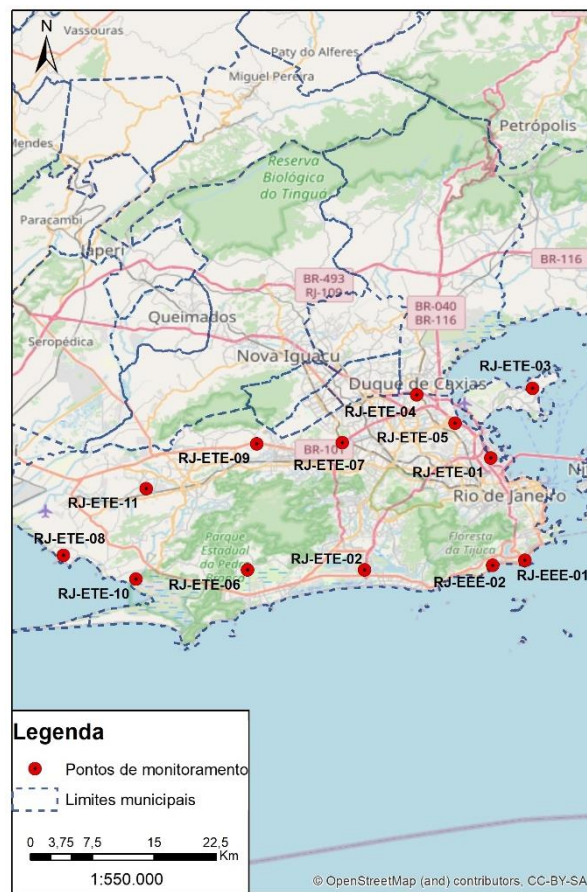 N
Vassouras
Paty do Alferes
Miguel Pereira
Petrópolis
Mendes
Reserva
Biológica
do Tinguá
Paracambi
Japeri
BR-116
BR-493
RJ-109
BR-040
BR-116
Queimados
Seropédica
Nova Iguaçu
RJ-ETE-03
Duque de Caxias
RJ-ETE-04
RJ-ETE-05
RJ-ETE-09
BR-101
RJ-ETE-07
RJ-ETE-01
Rio de Janeiro
RJ-ETE-11
RJ-ETE-08
Parque
Estadual
da Pedra
Floresta
da Tijuca
RJ-ETE-02
RJ-EEE-01
RJ-ETE-10
RJ-ETE-06
RJ-EEE-02
Legenda
Pontos de monitoramento
Limites municipais
0 3,75 7,5 15 22,5
Km
1:550.000
© OpenStreetMap (and) contributors, CC-BY-SA